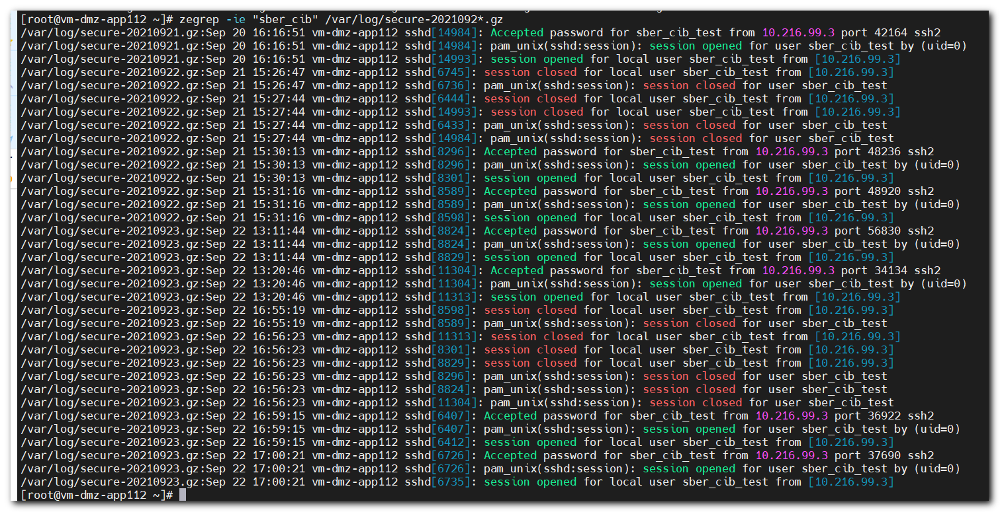 [root@vm-dmz-app112 ~]# zegrep -ie "sber_cib" /var/log/secure-2021092*.gz
/var/log/secure-20210921.gz:Sep 20 16:16:51 vm-dmz-app112 sshd[14984]: Accepted password for sber_cib_test from 10.216.99.3 port 42164 ssh2
/var/log/secure-20210921.gz:Sep 20 16:16:51 vm-dmz-app112 sshd[14984]: pam_unix(sshd:session): session opened for user sber_cib_test by (uid=0)
/var/log/secure-20210921.gz:Sep 20 16:16:51 vm-dmz-app112 sshd[14993]: session opened for local user sber_cib_test from [10.216.99.3]
/var/log/secure-20210922.gz:Sep 21 15:26:47 vm-dmz-app112 sshd[6745]: session closed for local user sber_cib_test from [10.216.99.3]
/var/log/secure-20210922.gz:Sep 21 15:26:47 vm-dmz-app112 sshd[6736]: pam_unix(sshd:session): session closed for user sber_cib_test
/var/log/secure-20210922.gz:Sep 21 15:27:44 vm-dmz-app112 sshd[6444]: session closed for local user sber_cib_test from [10.216.99.3]
/var/log/secure-20210922.gz:Sep 21 15:27:44 vm-dmz-app112 sshd[14993]: session closed for local user sber_cib_test from [10.216.99.3]
/var/log/secure-20210922.gz:Sep 21 15:27:44 vm-dmz-app112 sshd[6433]: pam_unix(sshd:session): session closed for user sber_cib_test
/var/log/secure-20210922.gz:Sep 21 15:27:44 vm-dmz-app112 sshd[14984]: pam_unix(sshd:session): session closed for user sber_cib_test
/var/log/secure-20210922.gz:Sep 21 15:30:13 vm-dmz-app112 sshd[8296]: Accepted password for sber_cib_test from 10.216.99.3 port 48236 ssh2
/var/log/secure-20210922.gz:Sep 21 15:30:13 vm-dmz-app112 sshd[8296]: pam_unix(sshd:session): session opened for user sber_cib_test by (uid=0)
/var/log/secure-20210922.gz:Sep 21 15:30:13 vm-dmz-app112 sshd[8301]: session opened for local user sber_cib_test from [10.216.99.3]
/var/log/secure-20210922.gz:Sep 21 15:31:16 vm-dmz-app112 sshd[8589]: Accepted password for sber_cib_test from 10.216.99.3 port 48920 ssh2
/var/log/secure-20210922.gz:Sep 21 15:31:16 vm-dmz-app112 sshd[8589]: pam_unix(sshd:session): session opened for user sber_cib_test by (uid=0)
/var/log/secure-20210922.gz:Sep 21 15:31:16 vm-dmz-app112 sshd[8598]: session opened for local user sber_cib_test from [10.216.99.3]
/var/log/secure-20210923.gz:Sep 22 13:11:44 vm-dmz-app112 sshd[8824]: Accepted password for sber_cib_test from 10.216.99.3 port 56830 ssh2
/var/log/secure-20210923.gz:Sep 22 13:11:44 vm-dmz-app112 sshd[8824]: pam_unix(sshd:session): session opened for user sber_cib_test by (uid=0)
/var/log/secure-20210923.gz:Sep 22 13:11:44 vm-dmz-app112 sshd[8829]: session opened for local user sber_cib_test from [10.216.99.3]
/var/log/secure-20210923.gz:Sep 22 13:20:46 vm-dmz-app112 sshd[11304]: Accepted password for sber_cib_test from 10.216.99.3 port 34134 ssh2
/var/log/secure-20210923.gz:Sep 22 13:20:46 vm-dmz-app112 sshd[11304]: pam_unix(sshd:session): session opened for user sber_cib_test by (uid=0)
/var/log/secure-20210923.gz:Sep 22 13:20:46 vm-dmz-app112 sshd[11313]: session opened for local user sber_cib_test from [10.216.99.3]
/var/log/secure-20210923.gz:Sep 22 16:55:19 vm-dmz-app112 sshd[8598]: session closed for local user sber_cib_test from [10.216.99.3]
/var/log/secure-20210923.gz:Sep 22 16:55:19 vm-dmz-app112 sshd[8589]: pam_unix(sshd:session): session closed for user sber_cib_test
/var/log/secure-20210923.gz:Sep 22 16:56:23 vm-dmz-app112 sshd[11313]: session closed for local user sber_cib_test from [10.216.99.3]
/var/log/secure-20210923.gz:Sep 22 16:56:23 vm-dmz-app112 sshd[8301]: session closed for local user sber_cib_test from [10.216.99.3]
/var/log/secure-20210923.gz:Sep 22 16:56:23 vm-dmz-app112 sshd[8829]: session closed for local user sber_cib_test from [10.216.99.3]
/var/log/secure-20210923.gz:Sep 22 16:56:23 vm-dmz-app112 sshd[8296]: pam_unix(sshd:session): session closed for user sber_cib_test
/var/log/secure-20210923.gz:Sep 22 16:56:23 vm-dmz-app112 sshd[8824]: pam_unix(sshd:session): session closed for user sber_cib_test
/var/log/secure-20210923.gz:Sep 22 16:56:23 vm-dmz-app112 sshd[11304]: pam_unix(sshd:session): session closed for user sber_cib_test
/var/log/secure-20210923.gz:Sep 22 16:59:15 vm-dmz-app112 sshd[6407]: Accepted password for sber_cib_test from 10.216.99.3 port 36922 ssh2
/var/log/secure-20210923.gz:Sep 22 16:59:15 vm-dmz-app112 sshd[6407]: pam_unix(sshd:session): session opened for user sber_cib_test by (uid=0)
/var/log/secure-20210923.gz:Sep 22 16:59:15 vm-dmz-app112 sshd[6412]: session opened for local user sber_cib_test from [10.216.99.3]
/var/log/secure-20210923.gz:Sep 22 17:00:21 vm-dmz-app112 sshd[6726]: Accepted password for sber_cib_test from 10.216.99.3 port 37690 ssh2
/var/log/secure-20210923.gz:Sep 22 17:00:21 vm-dmz-app112 sshd[6726]: pam_unix(sshd:session): session opened for user sber_cib_test by (uid=0)
/var/log/secure-20210923.gz:Sep 22 17:00:21 vm-dmz-app112 sshd[6735]: session opened for local user sber_cib_test from [10.216.99.3]
[root@vm-dmz-app112 ~]#